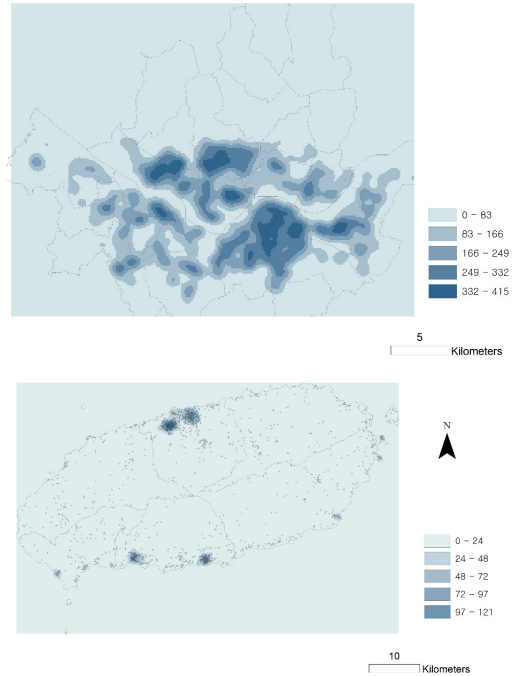 0 – 83
83 – 166
166 – 249
249 – 332
332 – 415
5
Kilometers
N
0 – 24
24 – 48
48 – 72
72 – 97
97 – 121
10
Kilometers